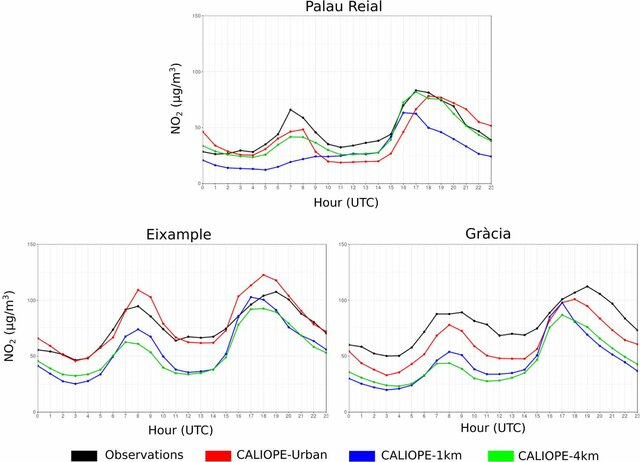 Palau Reial
150
100
50
0
NO₂ (μg/m³)
0 1 2 3 4 5 6 7 8 9 10 11 12 13 14 15 16 17 18 19 20 21 22 23
Hour (UTC)
Eixample
150
100
50
0
NO₂ (μg/m³)
0 1 2 3 4 5 6 7 8 9 10 11 12 13 14 15 16 17 18 19 20 21 22 23
Hour (UTC)
Gràcia
150
100
50
0
0 1 2 3 4 5 6 7 8 9 10 11 12 13 14 15 16 17 18 19 20 21 22 23
Hour (UTC)
Observations CALIOPE-Urban CALIOPE-1km CALIOPE-4km